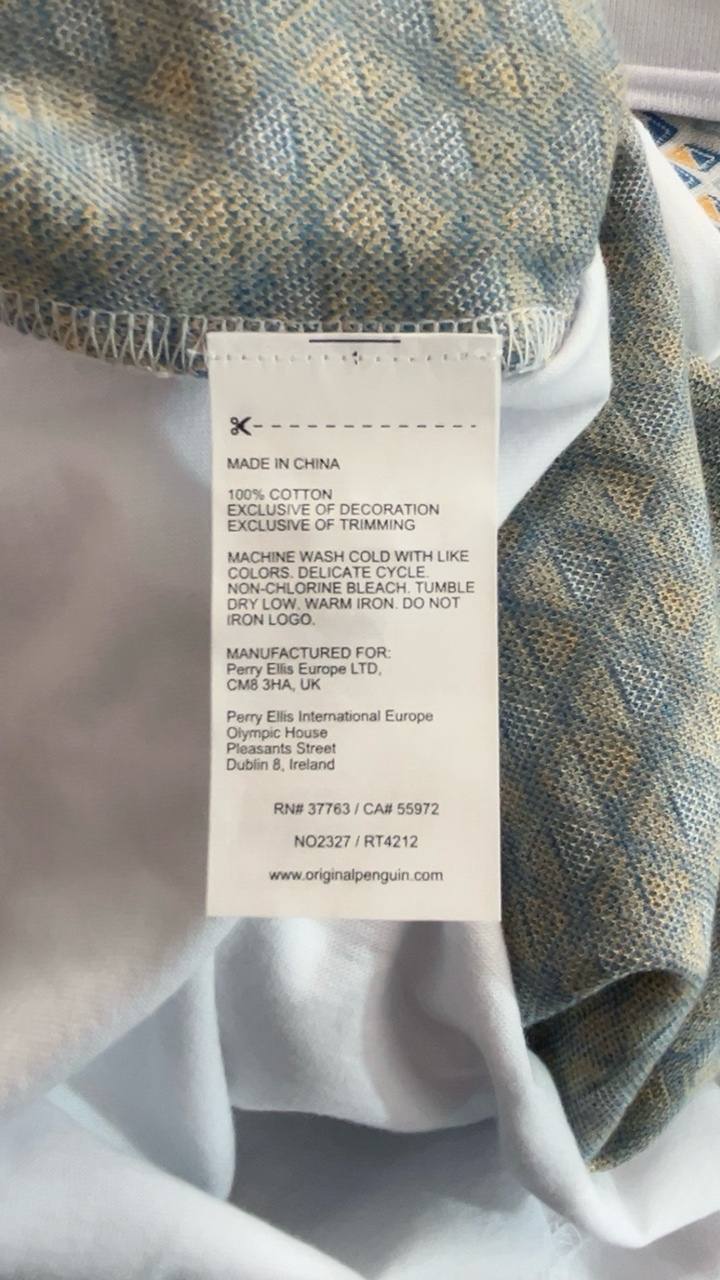 MADE IN CHINA
100% COTTON
EXCLUSIVE OF DECORATION
EXCLUSIVE OF TRIMMING
MACHINE WASH COLD WITH LIKE
COLORS. DELICATE CYCLE.
NON-CHLORINE BLEACH. TUMBLE
DRY LOW. WARM IRON. DO NOT
IRON LOGO.
MANUFACTURED FOR:
Perry Ellis Europe LTD,
CM8 3HA, UK
Perry Ellis International Europe
Olympic House
Pleasants Street
Dublin 8, Ireland
RN# 37763 / CA# 55972
NO2327 / RT4212
www.originalpenguin.com